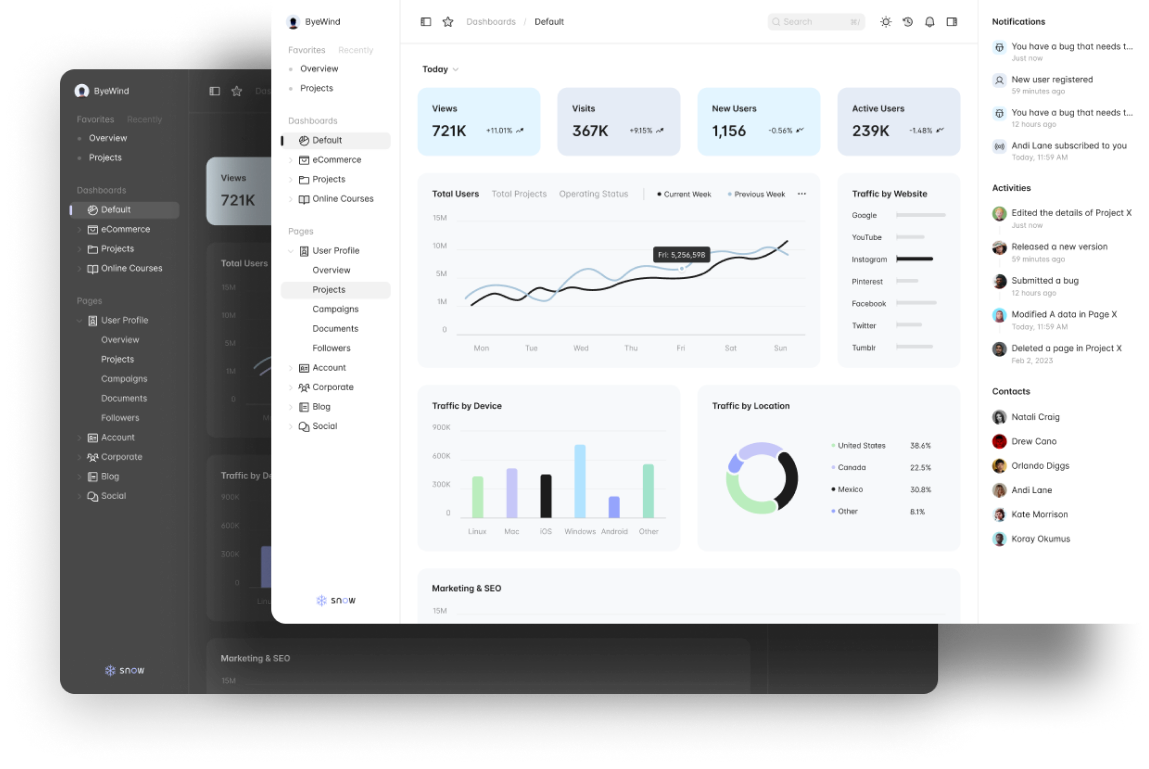 ByeWind
Favorites Recently
Overview
Projects
Dashboards
Default
eCommerce
Projects
Online Courses
Pages
User Profile
Overview
Projects
Campaigns
Documents
Followers
Account
Corporate
Blog
Social
snow
Dashboards / Default
Search
⌘/
Today
Views
721K +11.01%
Visits
367K +9.15%
New Users
1,156 -0.56%
Active Users
239K -1.48%
Total Users Total Projects Operating Status Current Week Previous Week
15M
10M
5M
1M
0
Fri: 5,256,598
Mon Tue Wed Thu Fri Sat Sun
Traffic by Website
Google
YouTube
Instagram
Pinterest
Facebook
Twitter
Tumblr
Traffic by Device
900K
600K
300K
0
Linux Mac iOS Windows Android Other
Traffic by Location
United States 38.6%
Canada 22.5%
Mexico 30.8%
Other 8.1%
Marketing & SEO
15M
Notifications
You have a bug that needs t...
Just now
New user registered
59 minutes ago
You have a bug that needs t...
12 hours ago
Andi Lane subscribed to you
Today, 11:59 AM
Activities
Edited the details of Project X
Just now
Released a new version
59 minutes ago
Submitted a bug
12 hours ago
Modified A data in Page X
Today, 11:59 AM
Deleted a page in Project X
Feb 2, 2023
Contacts
Natali Craig
Drew Cano
Orlando Diggs
Andi Lane
Kate Morrison
Koray Okumus
ByeWind
Favorites Recently
Overview
Projects
Dashboards
Default
eCommerce
Projects
Online Courses
Pages
User Profile
Overview
Projects
Campaigns
Documents
Followers
Account
Corporate
Blog
Social
snow
Views
721K
Total Users
15M
10M
5M
1M
0
Traffic by De
900K
600K
300K
0
Marketing & SEO
15M